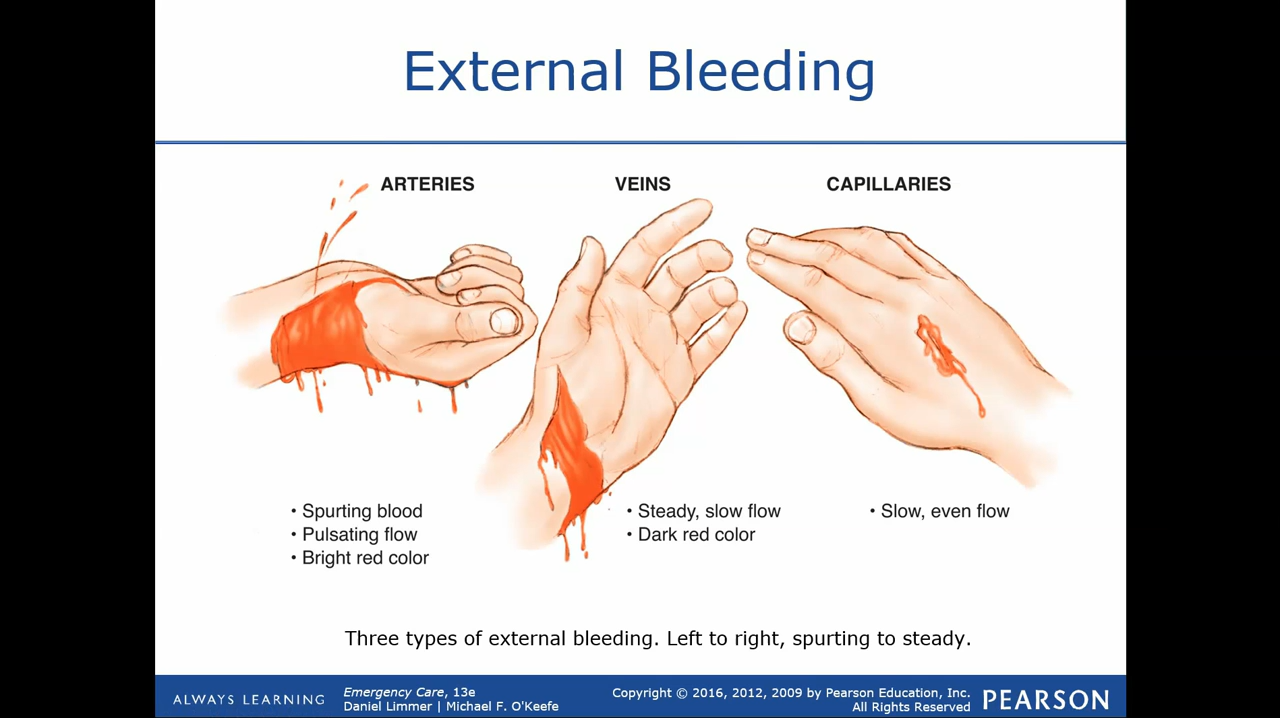 External Bleeding
ARTERIES
VEINS
CAPILLARIES
• Spurting blood
• Pulsating flow
• Bright red color
• Steady, slow flow
• Dark red color
• Slow, even flow
Three types of external bleeding. Left to right, spurting to steady.
ALWAYS LEARNING
Emergency Care, 13e
Daniel Limmer | Michael F. O'Keefe
Copyright © 2016, 2012, 2009 by Pearson Education, Inc.
All Rights Reserved
PEARSON